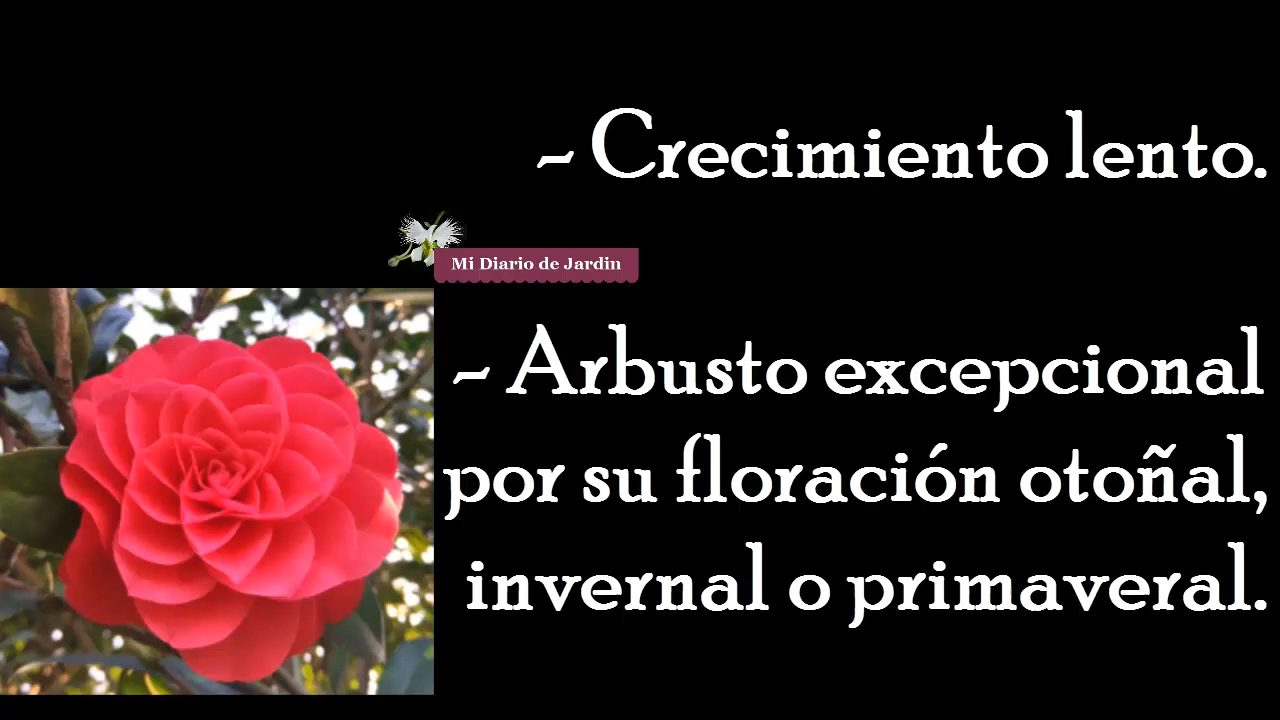 - Crecimiento lento.
Mi Diario de Jardin
- Arbusto excepcional
por su floración otoñal,
invernal o primaveral.